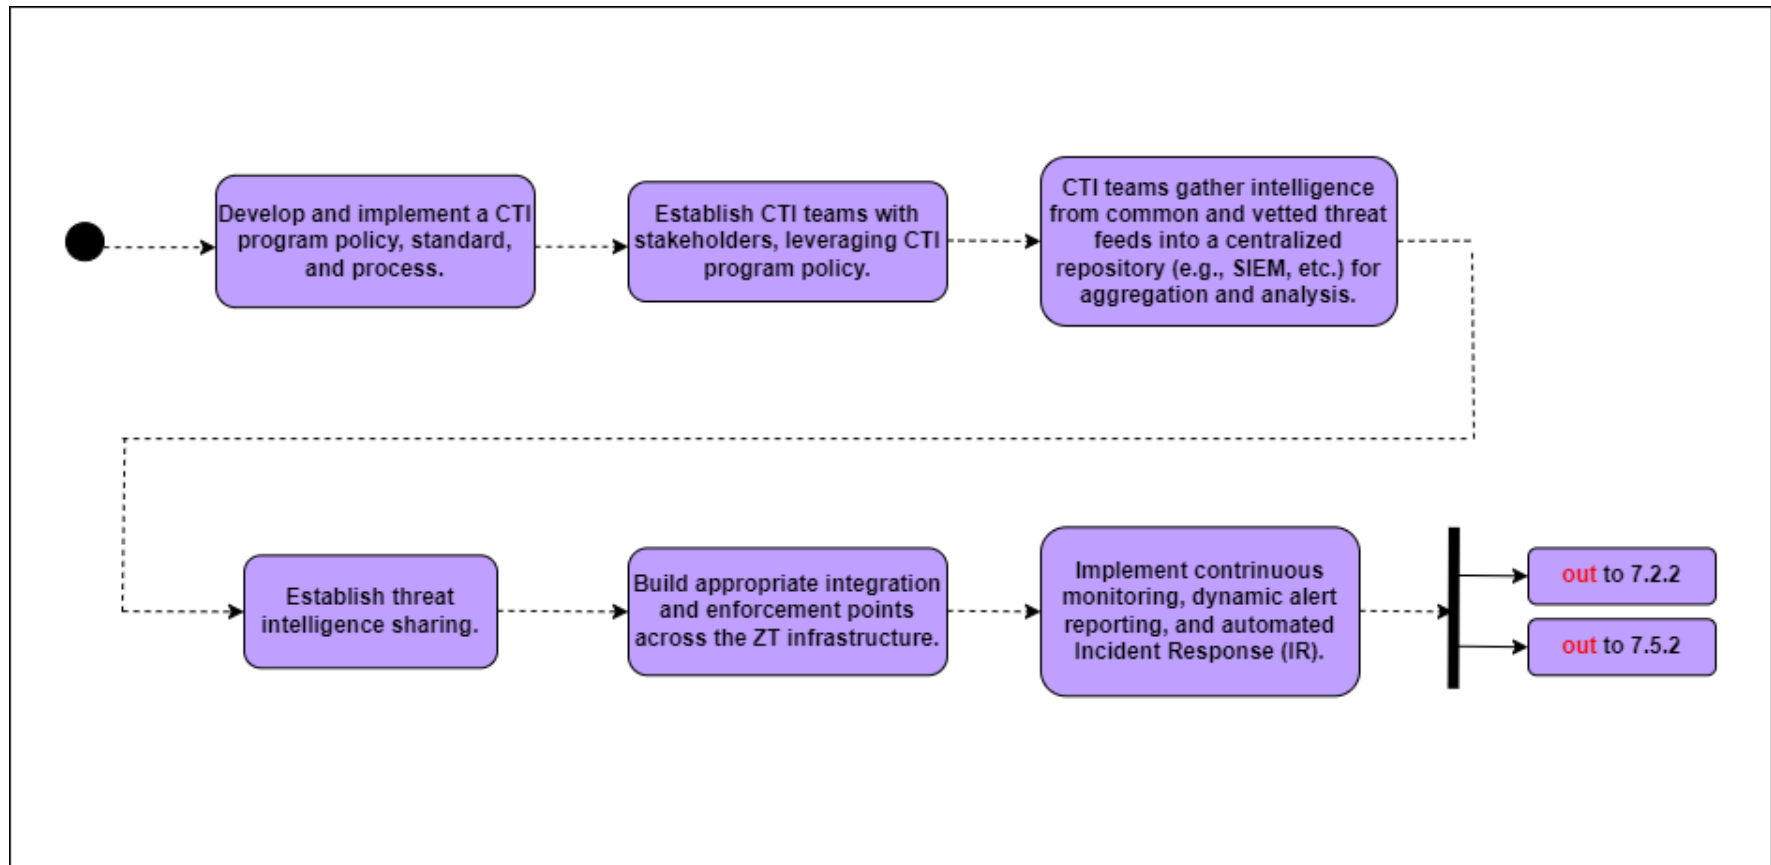 Develop and implement a CTI
program policy, standard,
and process.
Establish CTI teams with
stakeholders, leveraging CTI
program policy.
CTI teams gather intelligence
from common and vetted threat
feeds into a centralized
repository (e.g., SIEM, etc.) for
aggregation and analysis.
Establish threat
intelligence sharing.
Build appropriate integration
and enforcement points
across the ZT infrastructure.
Implement contrinuous
monitoring, dynamic alert
reporting, and automated
Incident Response (IR).
out to 7.2.2
out to 7.5.2